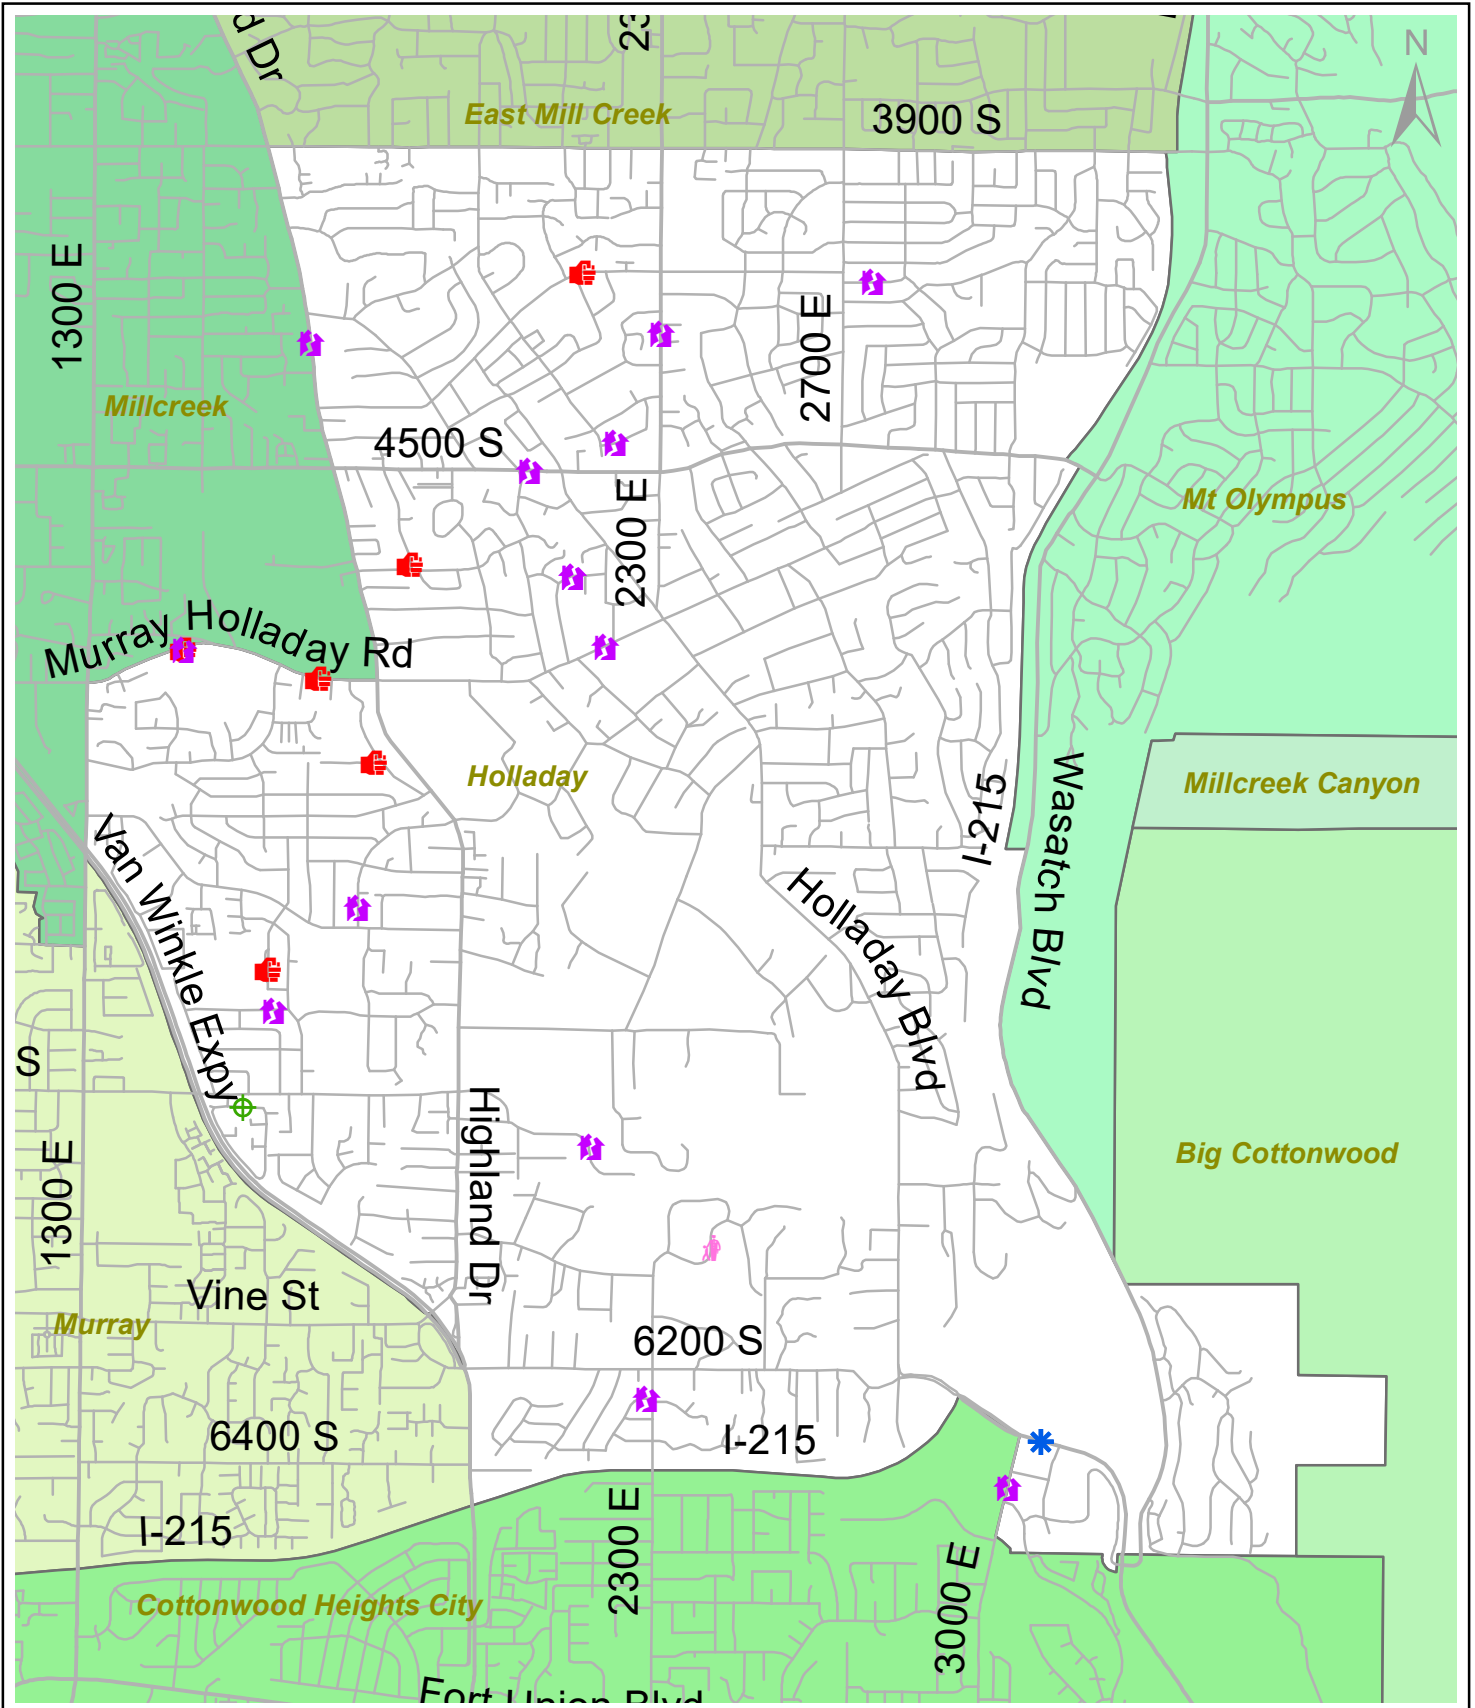 d Dr
23
N
East Mill Creek
3900 S
1300 E
2700 E
Millcreek
4500 S
2300 E
Mt Olympus
Murray Holladay Rd
Holladay
I-215
Wasatch Blvd
Millcreek Canyon
Van Winkle Expy
Holladay Blvd
S
Highland Dr
1300 E
Big Cottonwood
Vine St
Murray
6200 S
6400 S
I-215
I-215
2300 E
3000 E
Cottonwood Heights City
Fort Union Blvd